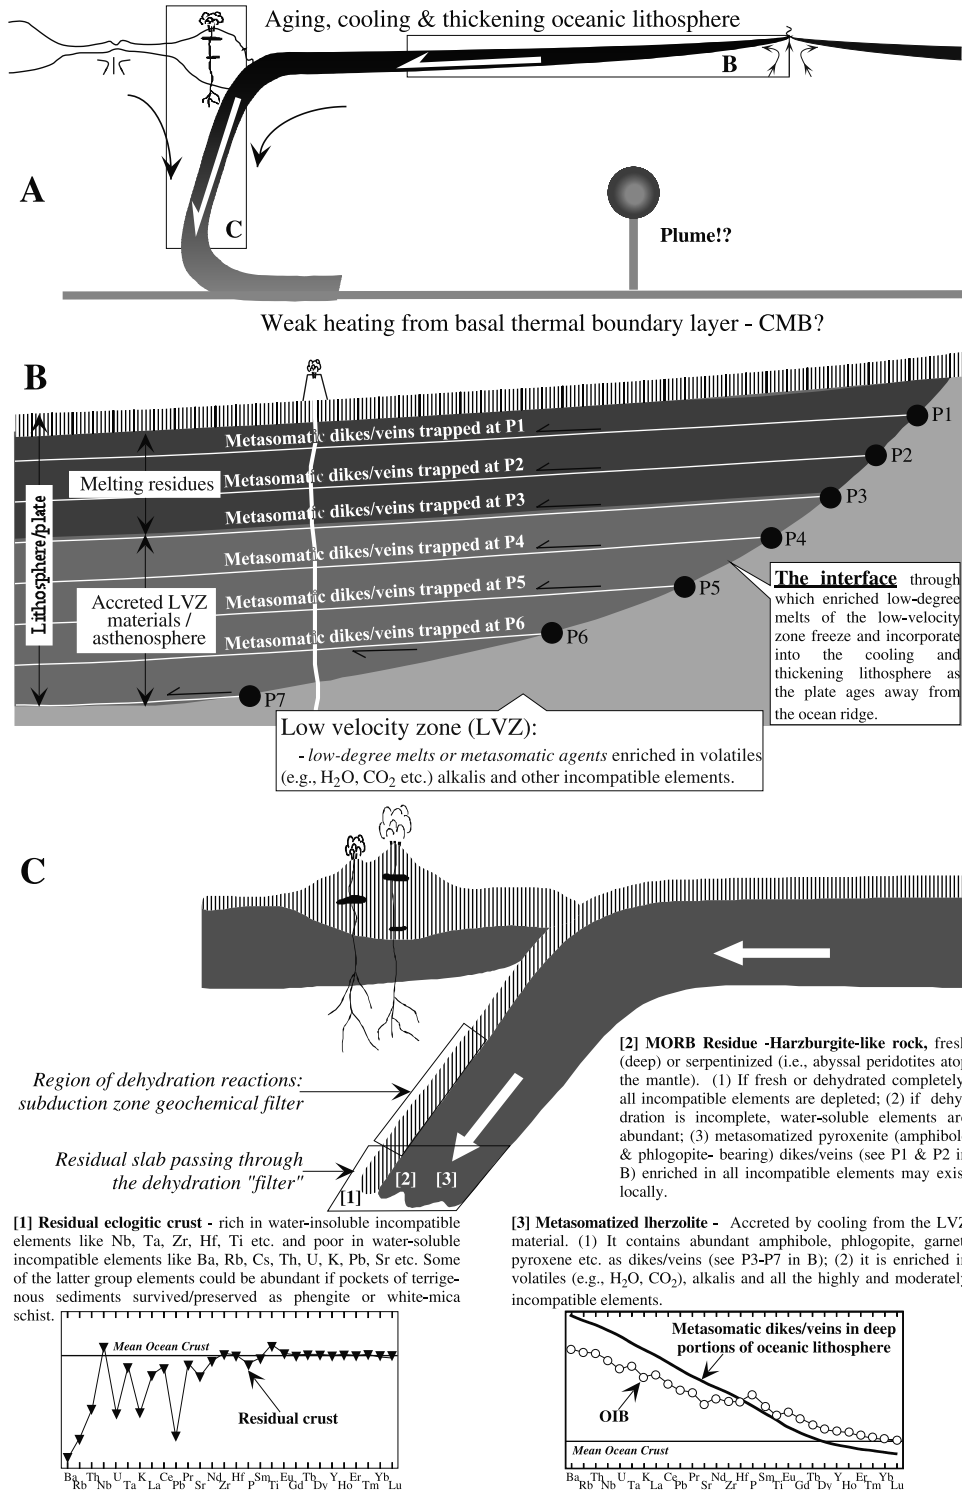 Aging, cooling & thickening oceanic lithosphere
B
A
C
Plume!?
Weak heating from basal thermal boundary layer - CMB?
B
P1
Metasomatic dikes/veins trapped at P1
P2
Metasomatic dikes/veins trapped at P2
Melting residues
P3
Metasomatic dikes/veins trapped at P3
P4
Metasomatic dikes/veins trapped at P4
Lithosphere/plate
P5
Metasomatic dikes/veins trapped at P5
Accreted LVZ
materials /
asthenosphere
P6
Metasomatic dikes/veins trapped at P6
P7
The interface through
which enriched low-degree
melts of the low-velocity
zone freeze and incorporate
into the cooling and
thickening lithosphere as
the plate ages away from
the ocean ridge.
Low velocity zone (LVZ):
- low-degree melts or metasomatic agents enriched in volatiles
(e.g., H2O, CO2 etc.) alkalis and other incompatible elements.
C
Region of dehydration reactions:
subduction zone geochemical filter
Residual slab passing through
the dehydration "filter"
[1]
[2]
[3]
[2] MORB Residue -Harzburgite-like rock, fresh
(deep) or serpentinized (i.e., abyssal peridotites atop
the mantle). (1) If fresh or dehydrated completely
all incompatible elements are depleted; (2) if dehy-
dration is incomplete, water-soluble elements are
abundant; (3) metasomatized pyroxenite (amphibole
& phlogopite- bearing) dikes/veins (see P1 & P2 in
B) enriched in all incompatible elements may exist
locally.
[1] Residual eclogitic crust - rich in water-insoluble incompatible
elements like Nb, Ta, Zr, Hf, Ti etc. and poor in water-soluble
incompatible elements like Ba, Rb, Cs, Th, U, K, Pb, Sr etc. Some
of the latter group elements could be abundant if pockets of terrige-
nous sediments survived/preserved as phengite or white-mica
schist.
[3] Metasomatized lherzolite - Accreted by cooling from the LVZ
material. (1) It contains abundant amphibole, phlogopite, garnet,
pyroxene etc. as dikes/veins (see P3-P7 in B); (2) it is enriched in
volatiles (e.g., H2O, CO2), alkalis and all the highly and moderately
incompatible elements.
Mean Ocean Crust
Residual crust
Ba Th U K Ce Pr Nd Hf Sm Eu Tb Y Er Yb
Rb Nb Ta La Pb Sr Zr P Ti Gd Dy Ho Tm Lu
Metasomatic dikes/veins in deep
portions of oceanic lithosphere
OIB
Mean Ocean Crust
Ba Th U K Ce Pr Nd Hf Sm Eu Tb Y Er Yb
Rb Nb Ta La Pb Sr Zr P Ti Gd Dy Ho Tm Lu